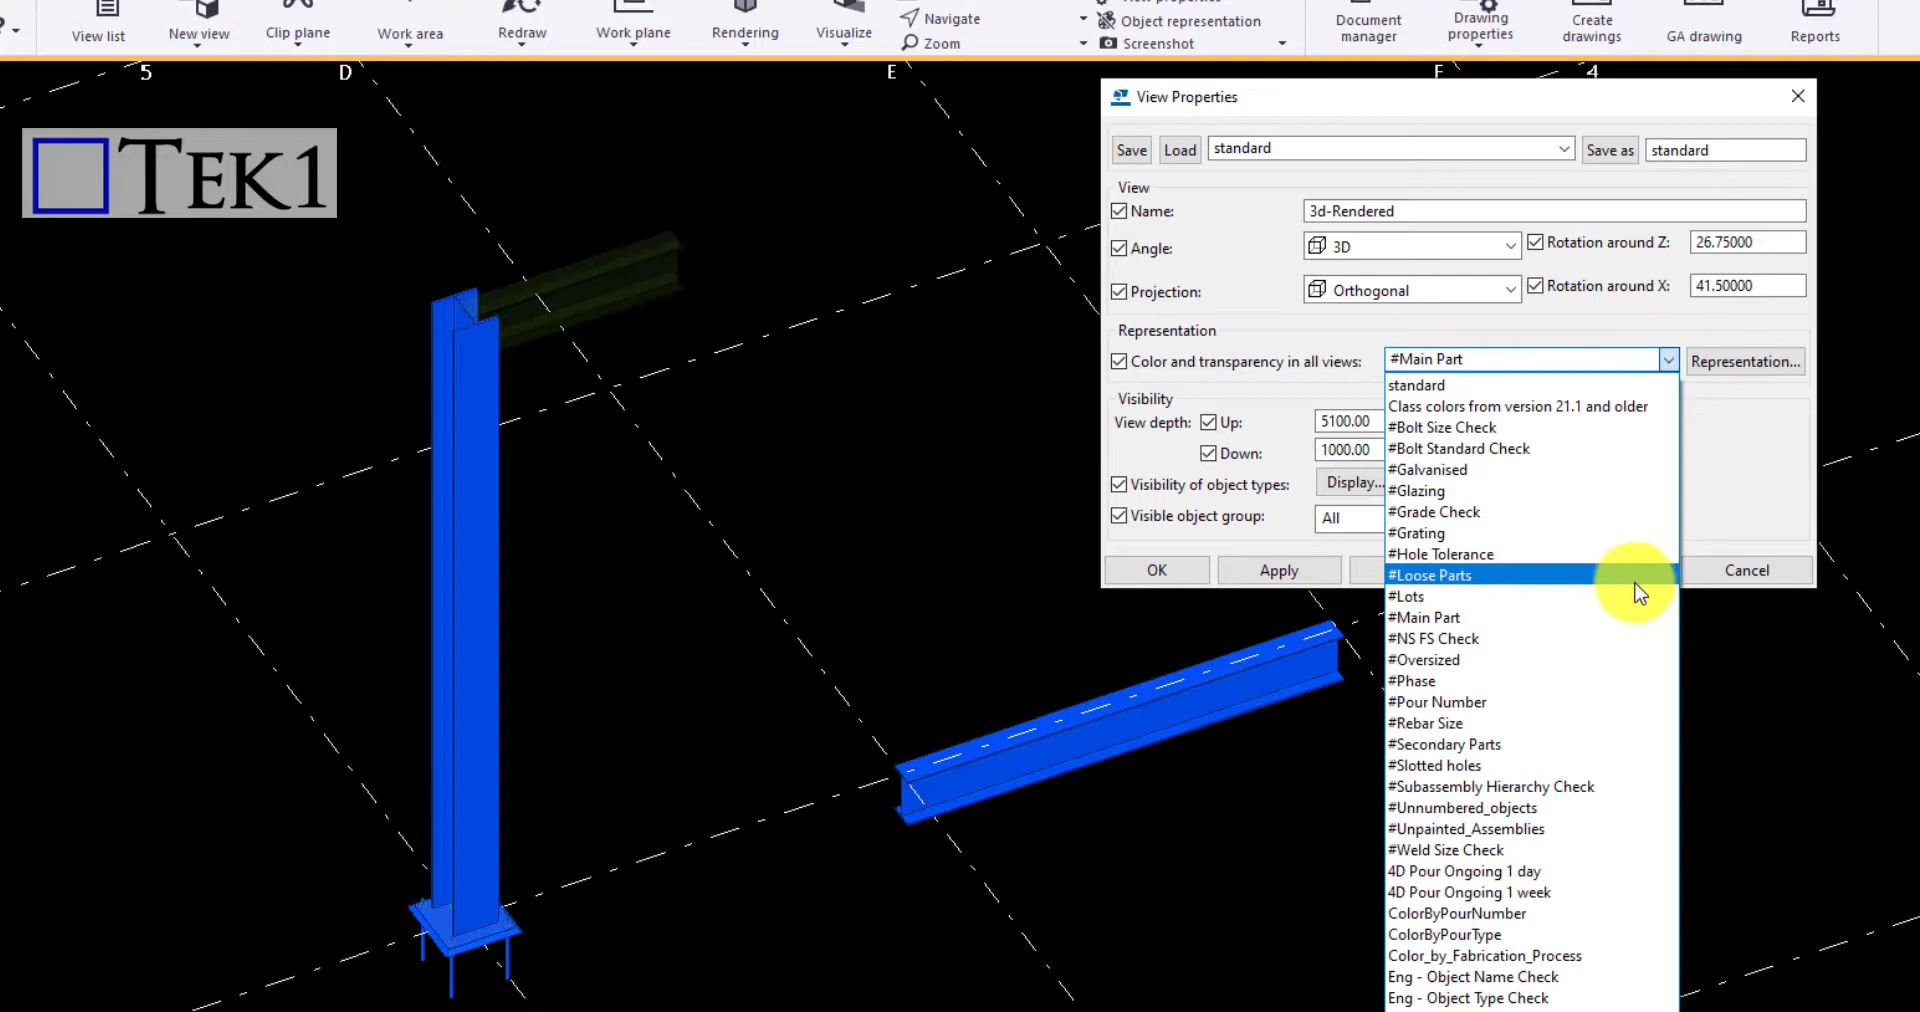 View list
New view
Clip plane
Work area
Redraw
Work plane
Rendering
Visualize
Navigate
Zoom
Object representation
Screenshot
Document manager
Drawing properties
Create drawings
GA drawing
Reports
5
D
E
F
4
TEK1
View Properties
Save
Load
standard
Save as
standard
View
Name:
3d-Rendered
Angle:
3D
Rotation around Z:
26.75000
Projection:
Orthogonal
Rotation around X:
41.50000
Representation
Color and transparency in all views:
#Main Part
Representation...
Visibility
View depth:
Up:
5100.00
Down:
1000.00
Visibility of object types:
Display...
Visible object group:
All
OK
Apply
Cancel
standard
Class colors from version 21.1 and older
#Bolt Size Check
#Bolt Standard Check
#Galvanised
#Glazing
#Grade Check
#Grating
#Hole Tolerance
#Loose Parts
#Lots
#Main Part
#NS FS Check
#Oversized
#Phase
#Pour Number
#Rebar Size
#Secondary Parts
#Slotted holes
#Subassembly Hierarchy Check
#Unnumbered_objects
#Unpainted_Assemblies
#Weld Size Check
4D Pour Ongoing 1 day
4D Pour Ongoing 1 week
ColorByPourNumber
ColorByPourType
Color_by_Fabrication_Process
Eng - Object Name Check
Eng - Object Type Check